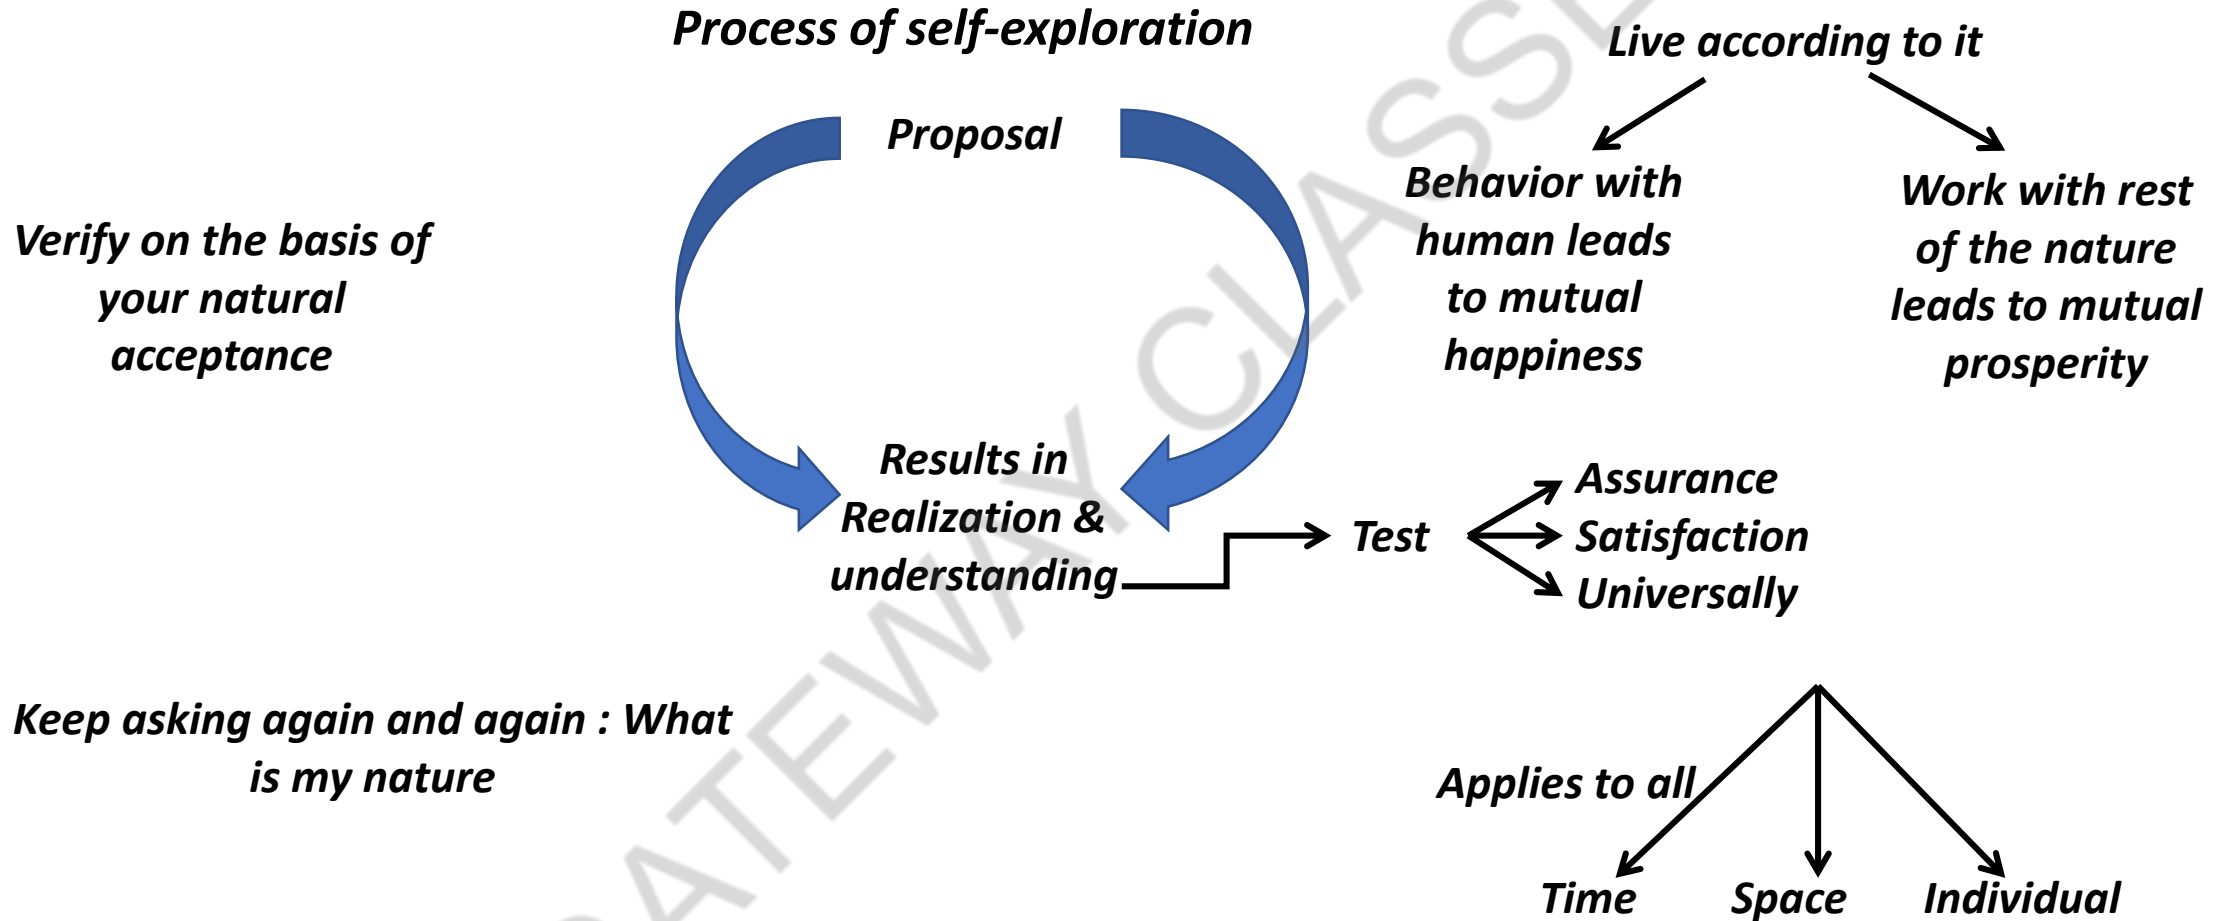 Process of self-exploration
Proposal
Verify on the basis of
your natural
acceptance
Live according to it
Behavior with
human leads
to mutual
happiness
Work with rest
of the nature
leads to mutual
prosperity
Results in
Realization &
understanding
Test
Assurance
Satisfaction
Universally
Keep asking again and again : What
is my nature
Applies to all
Time
Space
Individual